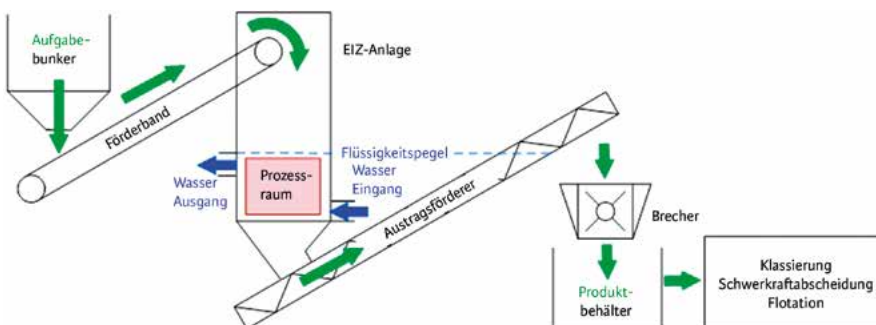 Aufgabe-
bunker
Förderband
EIZ-Anlage
Flüssigkeitspegel
Wasser
Ausgang
Prozess-
raum
Wasser
Eingang
Austragsförderer
Brecher
Produkt-
behälter
Klassierung
Schwerkraftabscheidung
Flotation